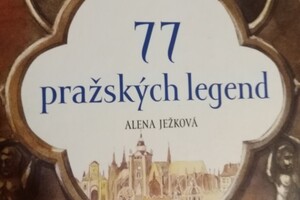 77
pražských legend
ALENA JEŽKOVÁ